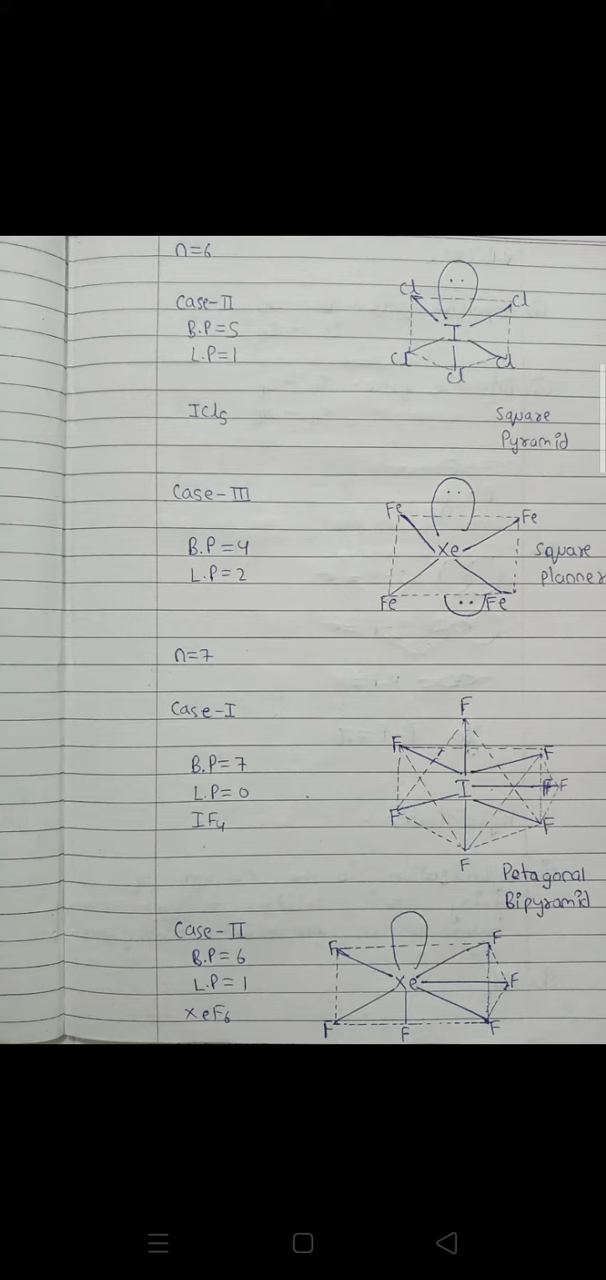 n=6
Case-II
B.P=5
L.P=1
Cl Cl
I
Cl Cl
Cl
ICl5
Square
Pyramid
Case-III
Fe Fe
Xe
B.P=4
L.P=2
Square
planner
Fe Fe
n=7
Case-I
F
F F
B.P=7
I F
L.P=0
IF4
F F
F
Petagonal
Bipyramid
Case-II
B.P=6
L.P=1
XeF6
F F
Xe F
F F F